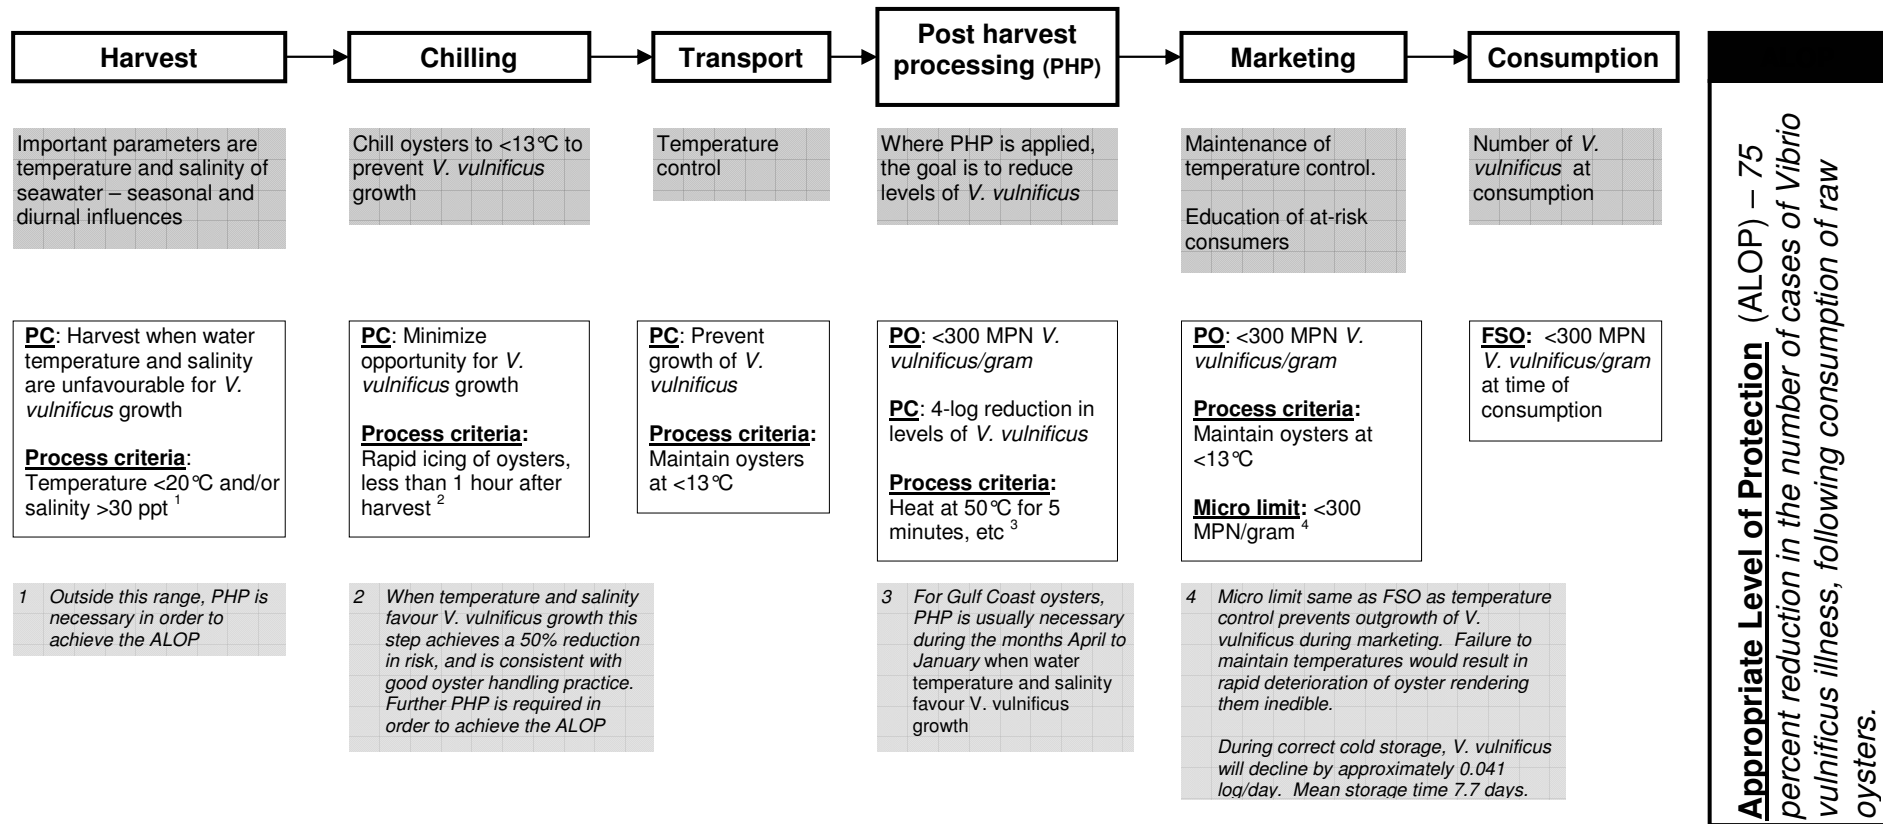 Harvest
Chilling
Transport
Post harvest
processing (PHP)
Marketing
Consumption
Important parameters are
temperature and salinity of
seawater – seasonal and
diurnal influences
Chill oysters to <13°C to
prevent V. vulnificus
growth
Temperature
control
Where PHP is applied,
the goal is to reduce
levels of V. vulnificus
Maintenance of
temperature control.
Education of at-risk
consumers
Number of V.
vulnificus at
consumption
PC: Harvest when water
temperature and salinity
are unfavourable for V.
vulnificus growth
Process criteria:
Temperature <20°C and/or
salinity >30 ppt 1
PC: Minimize
opportunity for V.
vulnificus growth
Process criteria:
Rapid icing of oysters,
less than 1 hour after
harvest 2
PC: Prevent
growth of V.
vulnificus
Process criteria:
Maintain oysters
at <13°C
PO: <300 MPN V.
vulnificus/gram
PC: 4-log reduction in
levels of V. vulnificus
Process criteria:
Heat at 50°C for 5
minutes, etc 3
PO: <300 MPN V.
vulnificus/gram
Process criteria:
Maintain oysters at
<13°C
Micro limit: <300
MPN/gram 4
FSO: <300 MPN
V. vulnificus/gram
at time of
consumption
1 Outside this range, PHP is
necessary in order to
achieve the ALOP
2 When temperature and salinity
favour V. vulnificus growth this
step achieves a 50% reduction
in risk, and is consistent with
good oyster handling practice.
Further PHP is required in
order to achieve the ALOP
3 For Gulf Coast oysters,
PHP is usually necessary
during the months April to
January when water
temperature and salinity
favour V. vulnificus
growth
4 Micro limit same as FSO as temperature
control prevents outgrowth of V.
vulnificus during marketing. Failure to
maintain temperatures would result in
rapid deterioration of oyster rendering
them inedible.
During correct cold storage, V. vulnificus
will decline by approximately 0.041
log/day. Mean storage time 7.7 days.
Appropriate Level of Protection (ALOP) – 75
percent reduction in the number of cases of Vibrio
vulnificus illness, following consumption of raw
oysters.